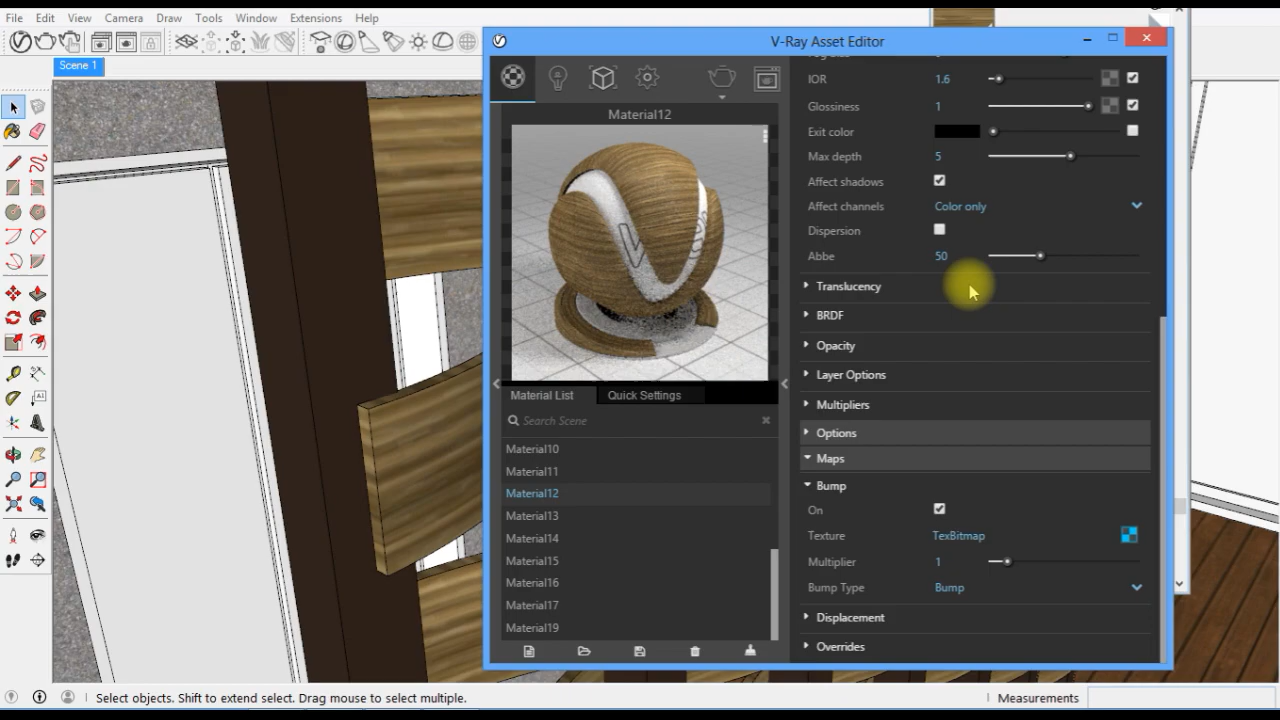 File Edit View Camera Draw Tools Window Extensions Help
Scene 1
V-Ray Asset Editor
Material12
IOR 1.6
Glossiness 1
Exit color
Max depth 5
Affect shadows
Affect channels Color only
Dispersion
Abbe 50
Translucency
BRDF
Opacity
Layer Options
Multipliers
Options
Maps
Bump
On
Texture TexBitmap
Multiplier 1
Bump Type Bump
Displacement
Overrides
Material List Quick Settings
Search Scene
Material10
Material11
Material12
Material13
Material14
Material15
Material16
Material17
Material19
Select objects. Shift to extend select. Drag mouse to select multiple.
Measurements